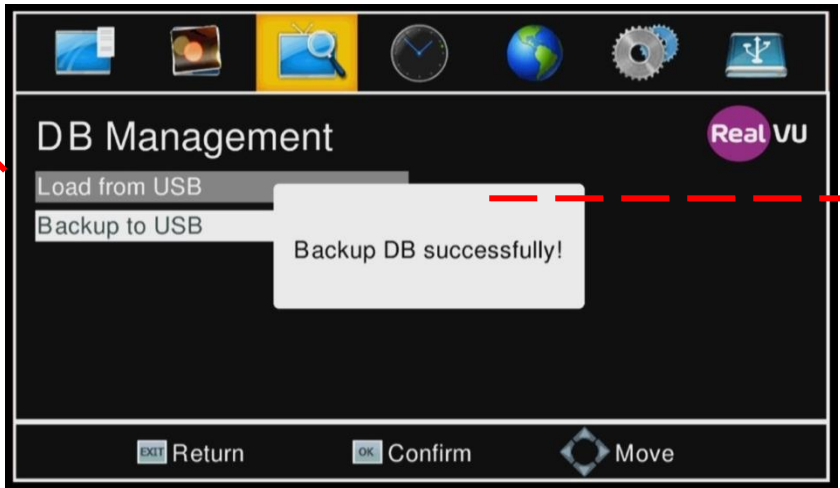 DB Management
Real VU
Load from USB
Backup to USB
Backup DB successfully!
EXIT Return
OK Confirm
Move